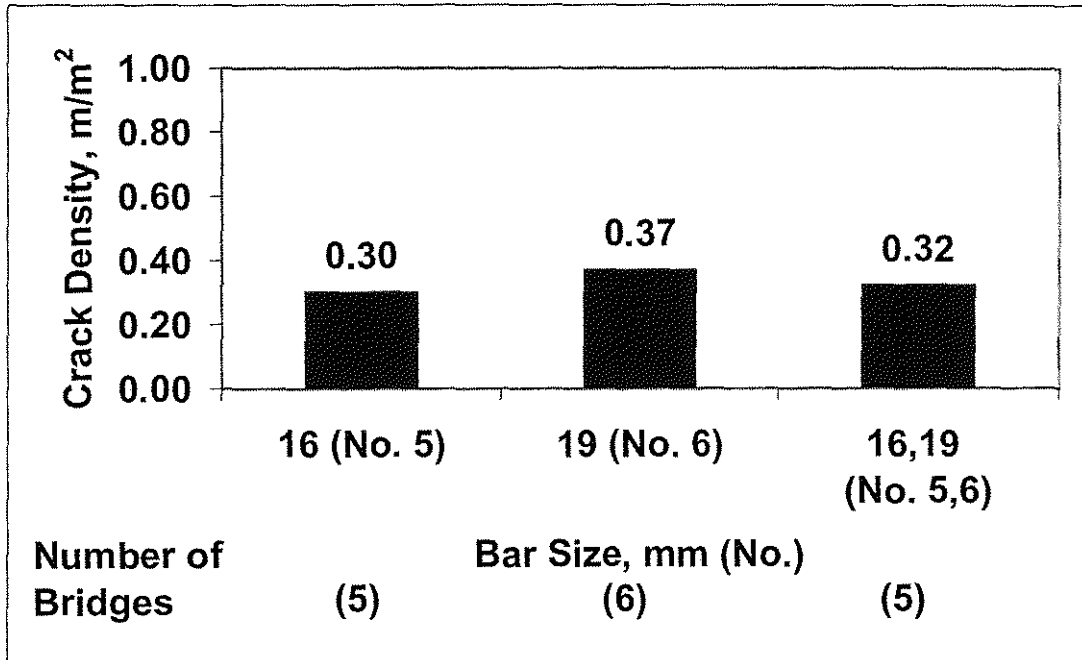 Crack Density, m/m²
1.00
0.80
0.60
0.40
0.20
0.00
0.30
0.37
0.32
16 (No. 5)
19 (No. 6)
16,19
(No. 5,6)
Bar Size, mm (No.)
Number of
Bridges
(5)
(6)
(5)